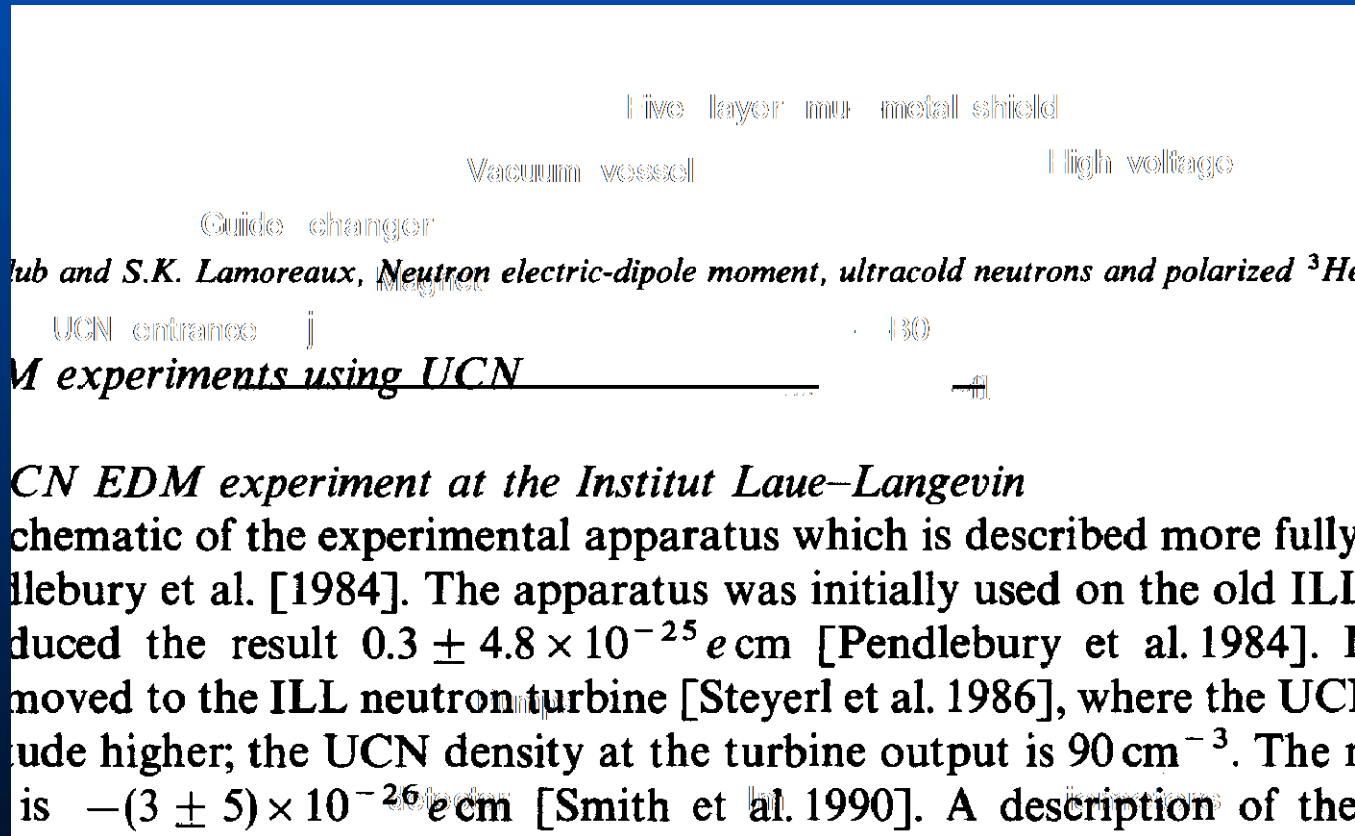 Five layer mu- metal shield
Vacuum vessel High voltage
Guide changer
lub and S.K. Lamoreaux, Neutron electric-dipole moment, ultracold neutrons and polarized ³He
Magnet
UCN entrance B0
M experiments using UCN
CN EDM experiment at the Institut Laue–Langevin
chematic of the experimental apparatus which is described more fully
llebury et al. [1984]. The apparatus was initially used on the old ILL
duced the result 0.3 ± 4.8 × 10⁻²⁵ e cm [Pendlebury et al. 1984].
moved to the ILL neutron turbine [Steyerl et al. 1986], where the UC
tude higher; the UCN density at the turbine output is 90 cm⁻³. The
is −(3 ± 5) × 10⁻²⁶ e cm [Smith et al. 1990]. A description of the
detector